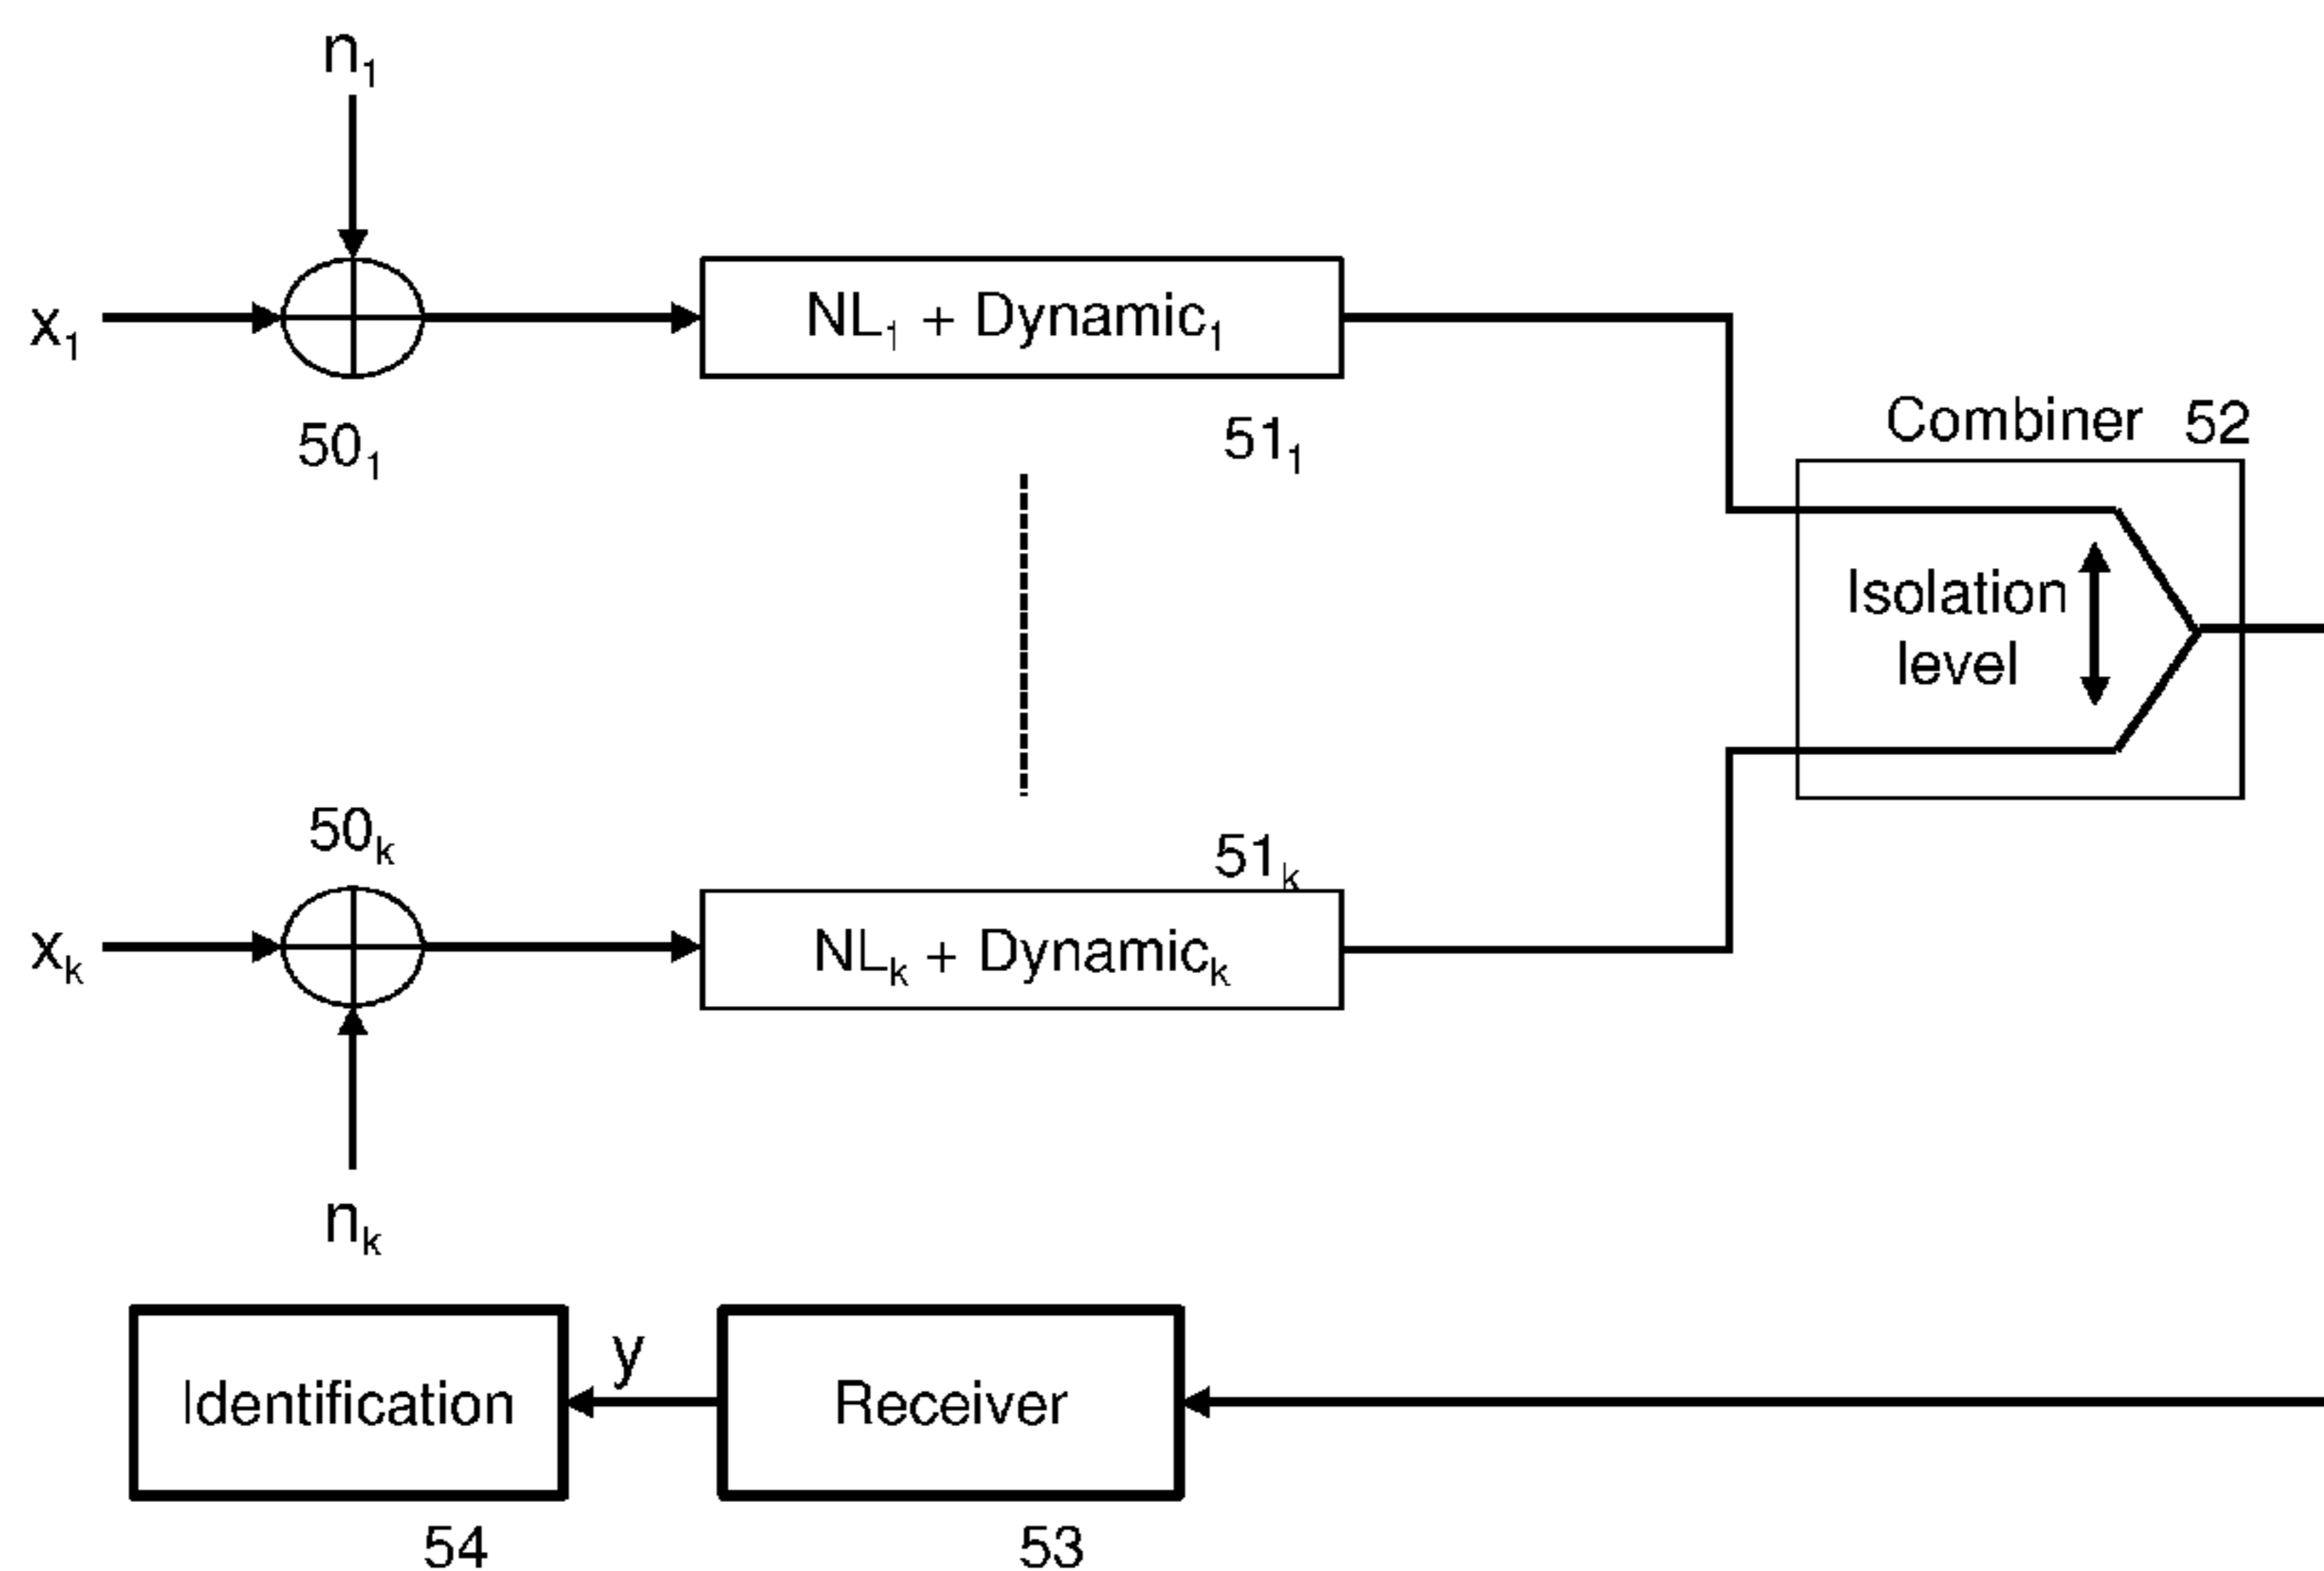 n₁
x₁
NL₁ + Dynamic₁
50₁
51₁
Combiner 52
Isolation
level
50ₖ
51ₖ
xₖ
NLₖ + Dynamicₖ
nₖ
y
Identification
Receiver
54
53